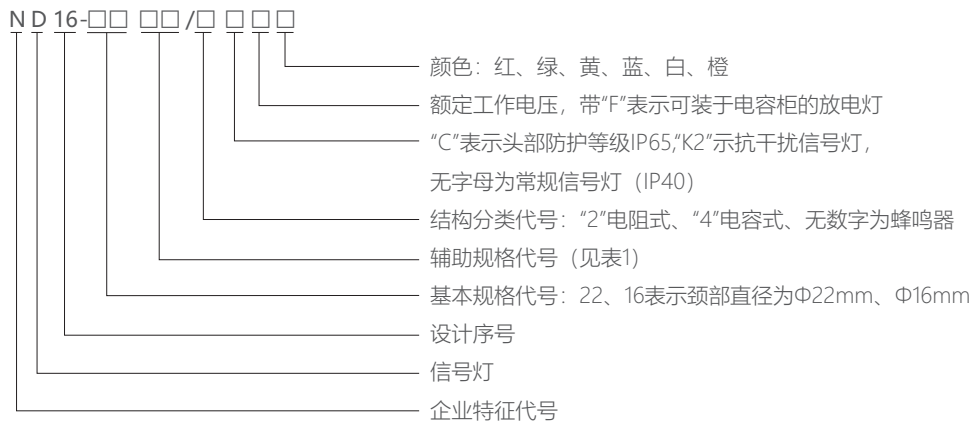 N D 16-□□ □□ /□ □ □ □
颜色：红、绿、黄、蓝、白、橙
额定工作电压，带“F”表示可装于电容柜的放电灯
“C”表示头部防护等级IP65,“K2”示抗干扰信号灯，
无字母为常规信号灯（IP40）
结构分类代号：“2”电阻式、“4”电容式、无数字为蜂鸣器
辅助规格代号（见表1）
基本规格代号：22、16表示颈部直径为Φ22mm、Φ16mm
设计序号
信号灯
企业特征代号